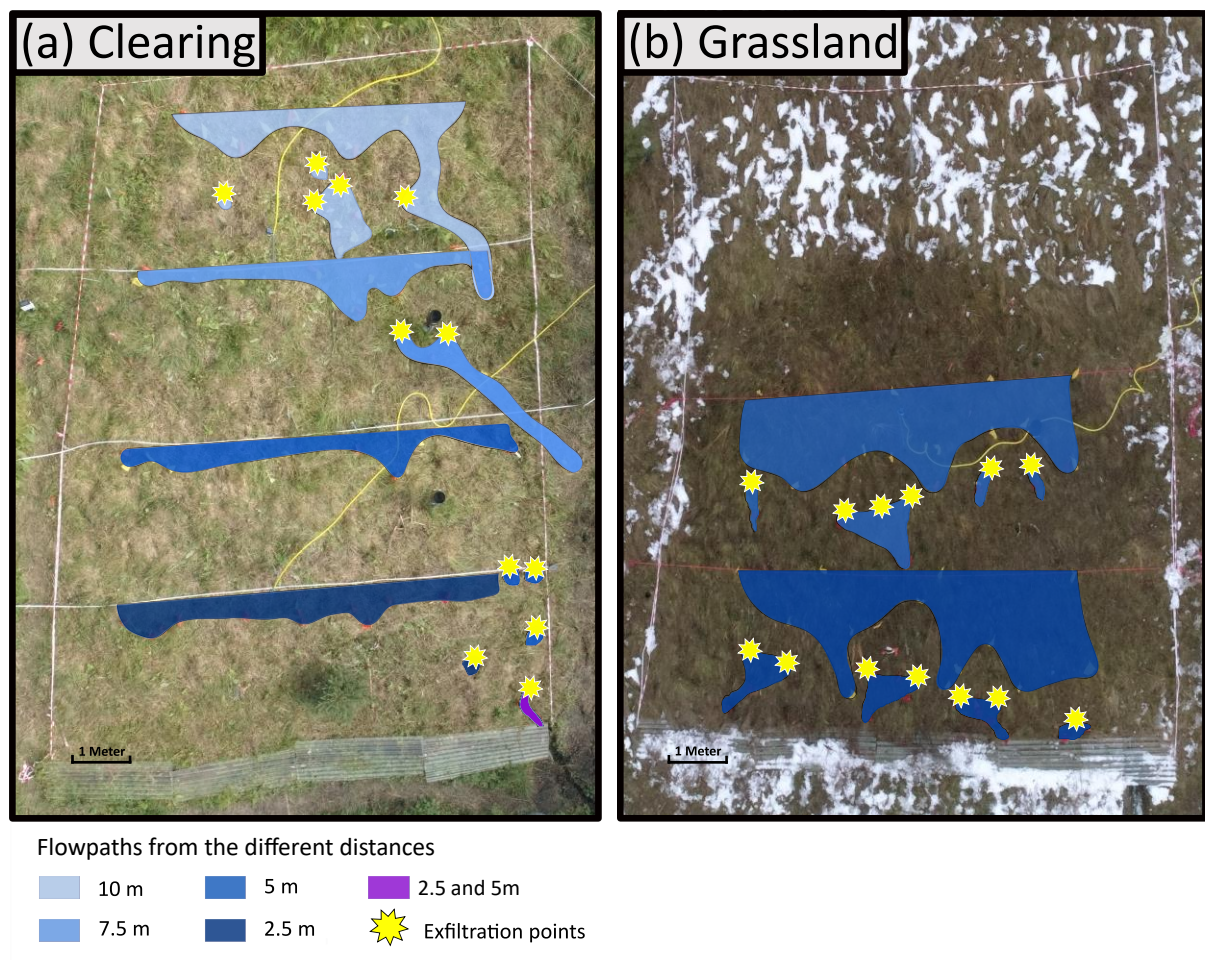 (a) Clearing
(b) Grassland
1 Meter
1 Meter
Flowpaths from the different distances
10 m
5 m
2.5 and 5m
7.5 m
2.5 m
Exfiltration points